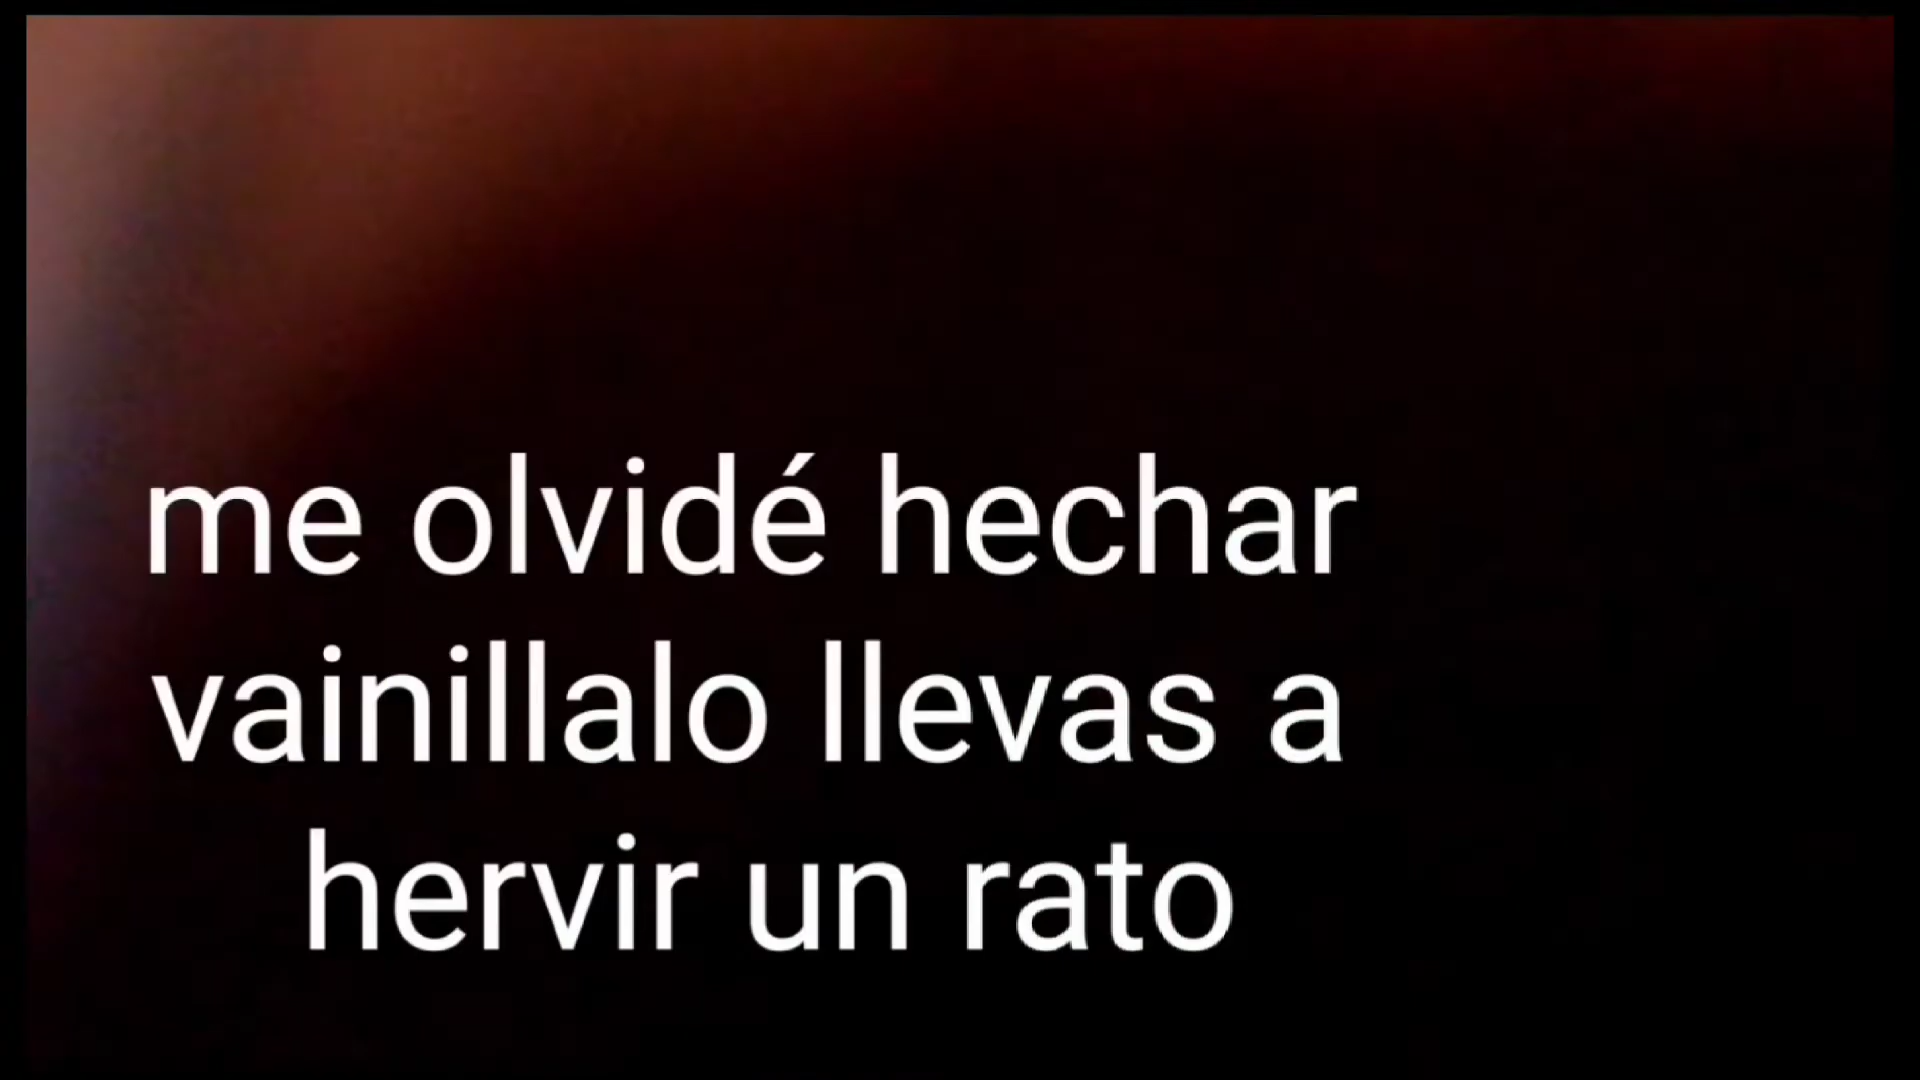 me olvidé hechar
vainillalo llevas a
hervir un rato